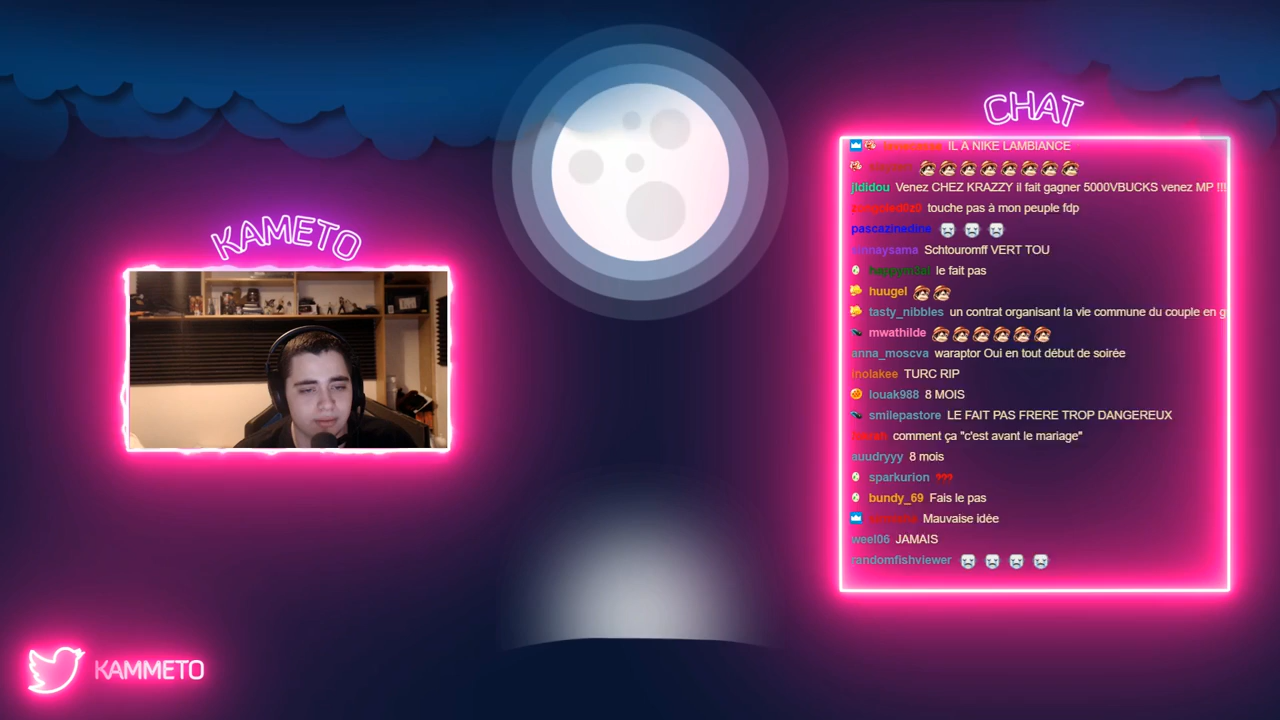 CHAT
IL A NIKE LAMBIANCE
jldidou Venez CHEZ KRAZZY il fait gagner 5000VBUCKS venez MP !!!
touche pas à mon peuple fdp
pascazinedine
KAMETO
Schtouromff VERT TOU
le fait pas
huugel
tasty_nibbles un contrat organisant la vie commune du couple en g
mwathilde
anna_moscva waraptor Oui en tout début de soirée
inolakee TURC RIP
louak988 8 MOIS
smilepastore LE FAIT PAS FRERE TROP DANGEREUX
comment ça "c'est avant le mariage"
auudryyy 8 mois
sparkurion
bundy_69 Fais le pas
Mauvaise idée
weel06 JAMAIS
randomfishviewer
KAMMETO